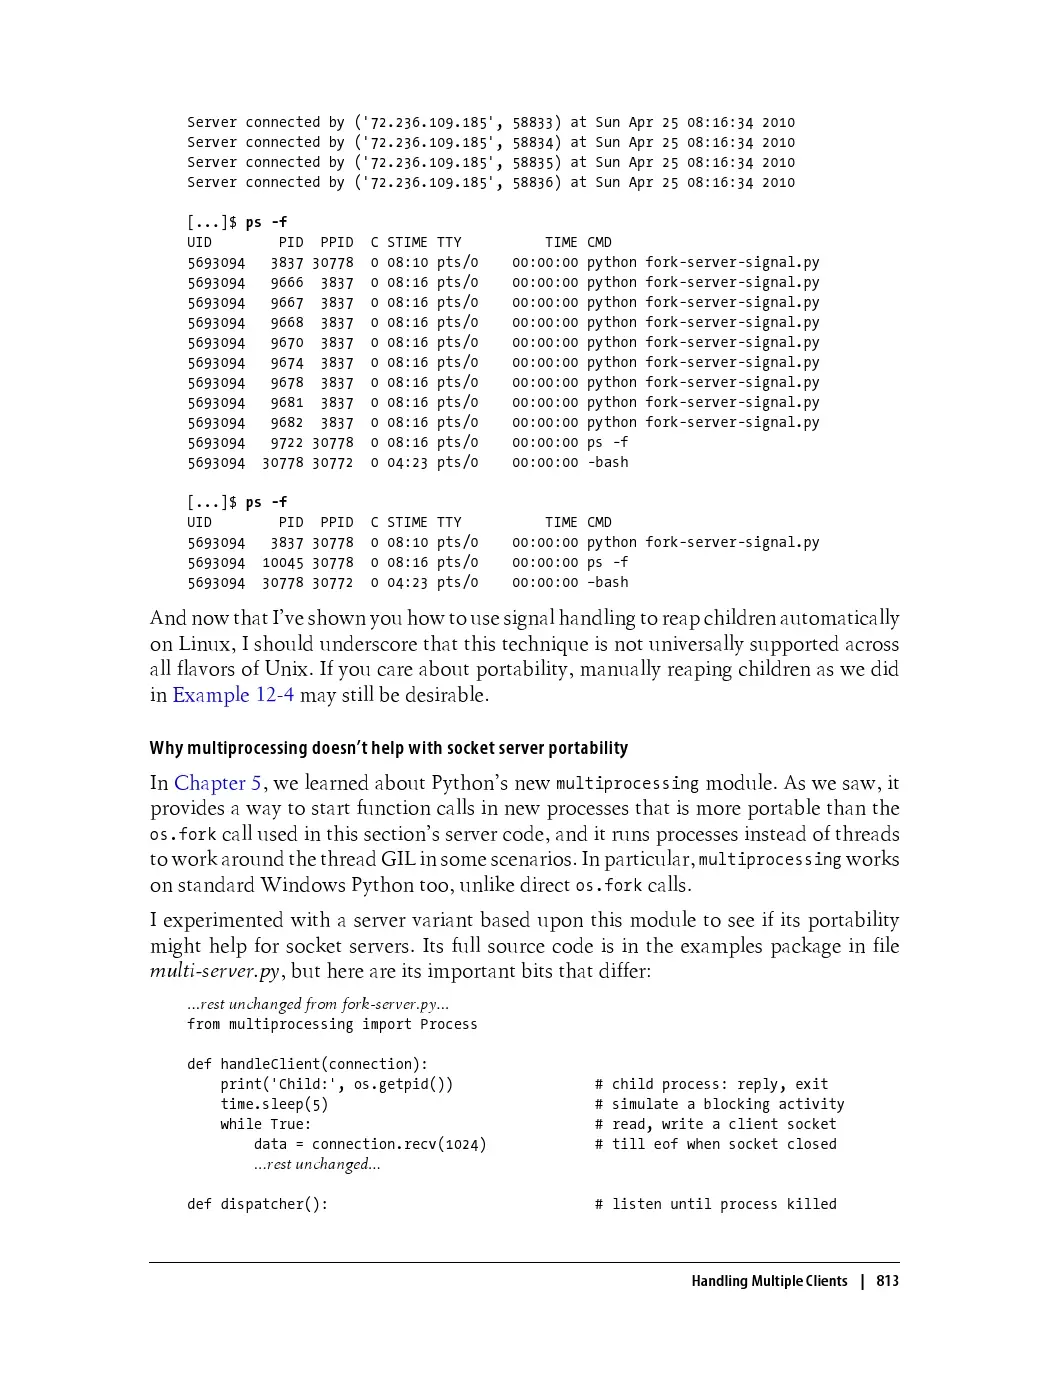 Server connected by ('72.236.109.185', 58833) at Sun Apr 25 08:16:34 2010
Server connected by ('72.236.109.185', 58834) at Sun Apr 25 08:16:34 2010
Server connected by ('72.236.109.185', 58835) at Sun Apr 25 08:16:34 2010
Server connected by ('72.236.109.185', 58836) at Sun Apr 25 08:16:34 2010
[...]$ ps -f
UID        PID  PPID  C STIME TTY          TIME CMD
5693094   3837 30778  0 08:10 pts/0    00:00:00 python fork-server-signal.py
5693094   9666  3837  0 08:16 pts/0    00:00:00 python fork-server-signal.py
5693094   9667  3837  0 08:16 pts/0    00:00:00 python fork-server-signal.py
5693094   9668  3837  0 08:16 pts/0    00:00:00 python fork-server-signal.py
5693094   9670  3837  0 08:16 pts/0    00:00:00 python fork-server-signal.py
5693094   9674  3837  0 08:16 pts/0    00:00:00 python fork-server-signal.py
5693094   9678  3837  0 08:16 pts/0    00:00:00 python fork-server-signal.py
5693094   9681  3837  0 08:16 pts/0    00:00:00 python fork-server-signal.py
5693094   9682  3837  0 08:16 pts/0    00:00:00 python fork-server-signal.py
5693094   9722 30778  0 08:16 pts/0    00:00:00 ps -f
5693094  30778 30772  0 04:23 pts/0    00:00:00 -bash
[...]$ ps -f
UID        PID  PPID  C STIME TTY          TIME CMD
5693094   3837 30778  0 08:10 pts/0    00:00:00 python fork-server-signal.py
5693094  10045 30778  0 08:16 pts/0    00:00:00 ps -f
5693094  30778 30772  0 04:23 pts/0    00:00:00 -bash
And now that I've shown you how to use signal handling to reap children automatically
on Linux, I should underscore that this technique is not universally supported across
all flavors of Unix. If you care about portability, manually reaping children as we did
in Example 12-4 may still be desirable.
Why multiprocessing doesn't help with socket server portability
In Chapter 5, we learned about Python's new multiprocessing module. As we saw, it
provides a way to start function calls in new processes that is more portable than the
os.fork call used in this section's server code, and it runs processes instead of threads
to work around the thread GIL in some scenarios. In particular, multiprocessing works
on standard Windows Python too, unlike direct os.fork calls.
I experimented with a server variant based upon this module to see if its portability
might help for socket servers. Its full source code is in the examples package in file
multi-server.py, but here are its important bits that differ:
...rest unchanged from fork-server.py...
from multiprocessing import Process
def handleClient(connection):
    print('Child:', os.getpid())                 # child process: reply, exit
    time.sleep(5)                                # simulate a blocking activity
    while True:                                  # read, write a client socket
        data = connection.recv(1024)             # till eof when socket closed
        ...rest unchanged...
def dispatcher():                                # listen until process killed
Handling Multiple Clients | 813